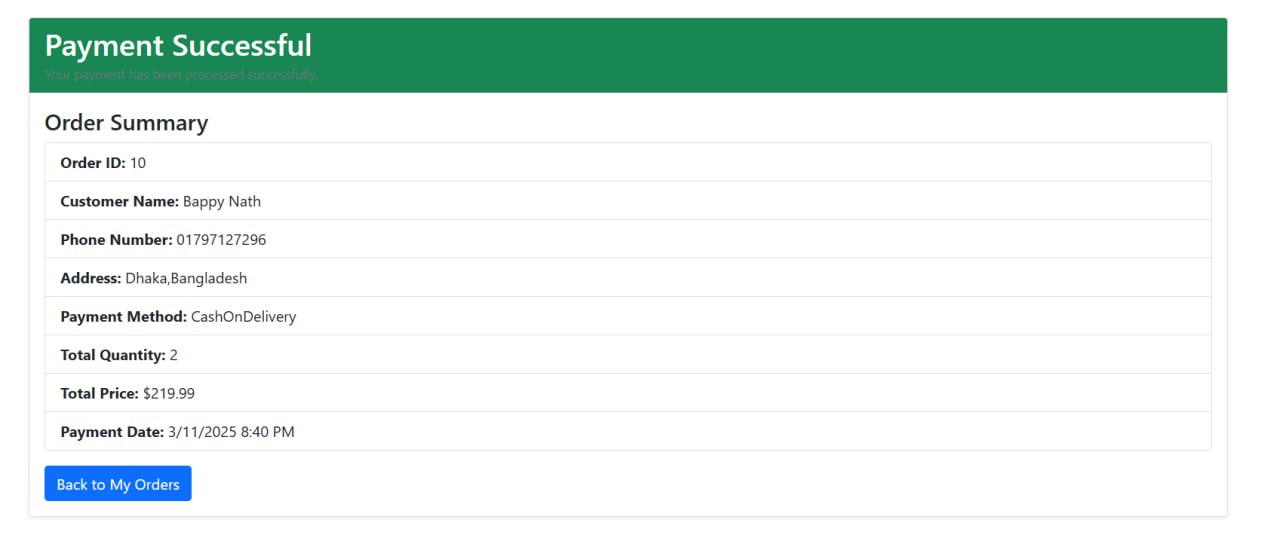 Payment Successful
Your payment has been processed successfully.
Order Summary
Order ID: 10
Customer Name: Bappy Nath
Phone Number: 01797127296
Address: Dhaka,Bangladesh
Payment Method: CashOnDelivery
Total Quantity: 2
Total Price: $219.99
Payment Date: 3/11/2025 8:40 PM
Back to My Orders